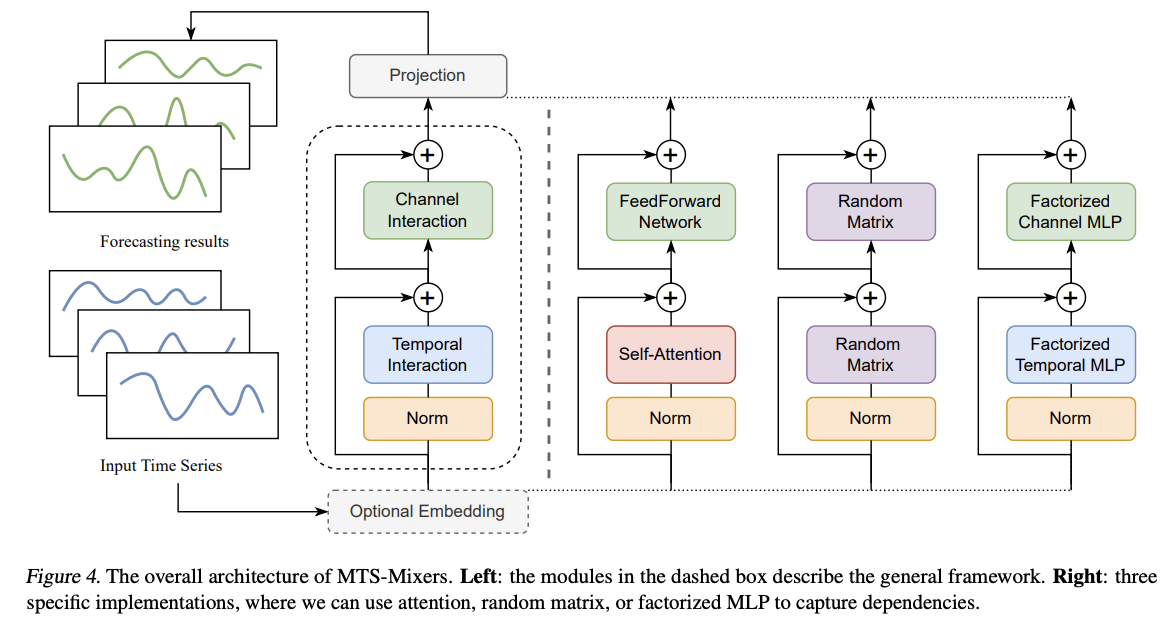 Projection
Forecasting results
Channel
Interaction
Temporal
Interaction
Norm
Input Time Series
Optional Embedding
FeedForward
Network
Self-Attention
Norm
Random
Matrix
Random
Matrix
Norm
Factorized
Channel MLP
Factorized
Temporal MLP
Norm
Figure 4. The overall architecture of MTS-Mixers. Left: the modules in the dashed box describe the general framework. Right: three
specific implementations, where we can use attention, random matrix, or factorized MLP to capture dependencies.